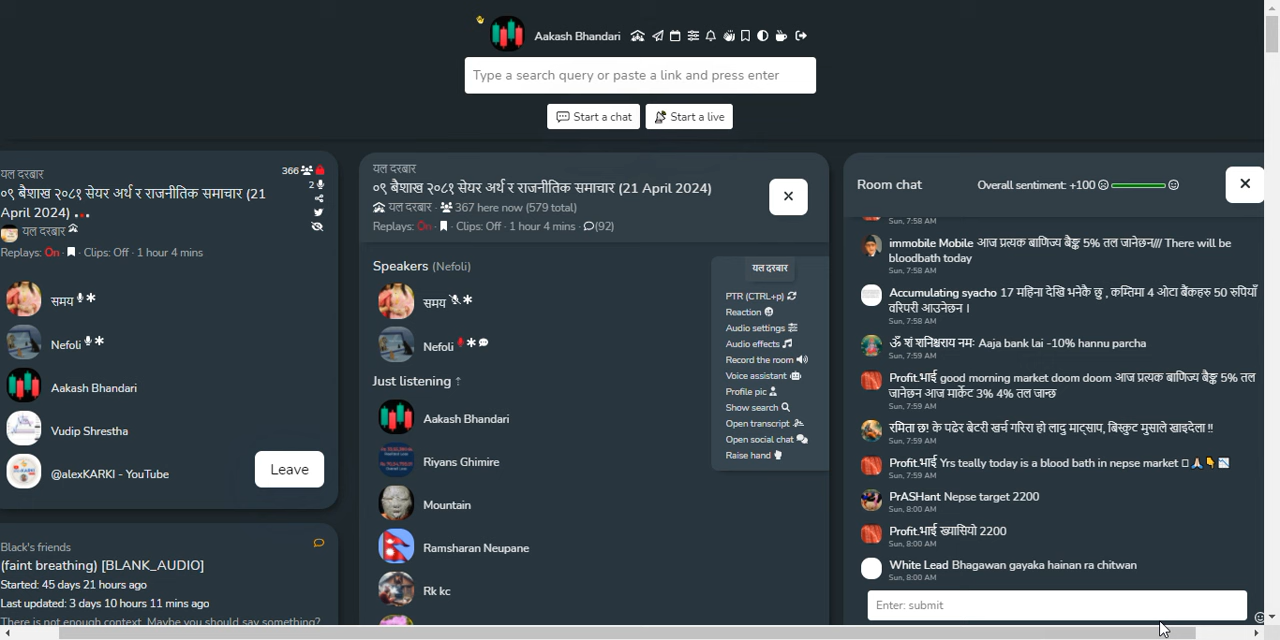 Aakash Bhandari
Type a search query or paste a link and press enter
Start a chat
Start a live
यल दरबार
366
०९ बैशाख २०८१ सेयर अर्थ र राजनीतिक समाचार (21
2
April 2024)
यल दरबार
Replays: On · Clips: Off · 1 hour 4 mins
समय
Nefoli
Aakash Bhandari
Vudip Shrestha
@alexKARKI - YouTube
Leave
Black's friends
(faint breathing) [BLANK_AUDIO]
Started: 45 days 21 hours ago
Last updated: 3 days 10 hours 11 mins ago
There is not enough context. Maybe you should say something?
यल दरबार
०९ बैशाख २०८१ सेयर अर्थ र राजनीतिक समाचार (21 April 2024)
यल दरबार · 367 here now (579 total)
Replays: On · Clips: Off · 1 hour 4 mins · (92)
Speakers (Nefoli)
समय
Nefoli
Just listening ↑
Aakash Bhandari
Riyans Ghimire
Mountain
Ramsharan Neupane
Rk kc
यल दरबार
PTR (CTRL+p)
Reaction
Audio settings
Audio effects
Record the room
Voice assistant
Profile pic
Show search
Open transcript
Open social chat
Raise hand
Room chat
Overall sentiment: +100
Sun, 7:58 AM
immobile Mobile आज प्रत्यक बाणिज्य बैङ्क 5% तल जानेछन/// There will be
bloodbath today
Sun, 7:58 AM
Accumulating syacho 17 महिना देखि भनेकै छु , कम्तिमा 4 ओटा बैंकहरु 50 रुपियाँ
वरिपरी आउनेछन ।
Sun, 7:58 AM
ॐ शं शनिश्चराय नमः Aaja bank lai -10% hannu parcha
Sun, 7:59 AM
Profit.भाई good morning market doom doom आज प्रत्यक बाणिज्य बैङ्क 5% तल
जानेछन आज मार्केट 3% 4% तल जान्छ
Sun, 7:59 AM
रमिता छ! के पढेर बेटरी खर्च गरिरा हो लादु माट्साप, बिस्कुट मुसाले खाइदेला !!
Sun, 7:59 AM
Profit.भाई Yrs teally today is a blood bath in nepse market
Sun, 7:59 AM
PrASHant Nepse target 2200
Sun, 8:00 AM
Profit.भाई ख्यासियो 2200
Sun, 8:00 AM
White Lead Bhagawan gayaka hainan ra chitwan
Sun, 8:00 AM
Enter: submit